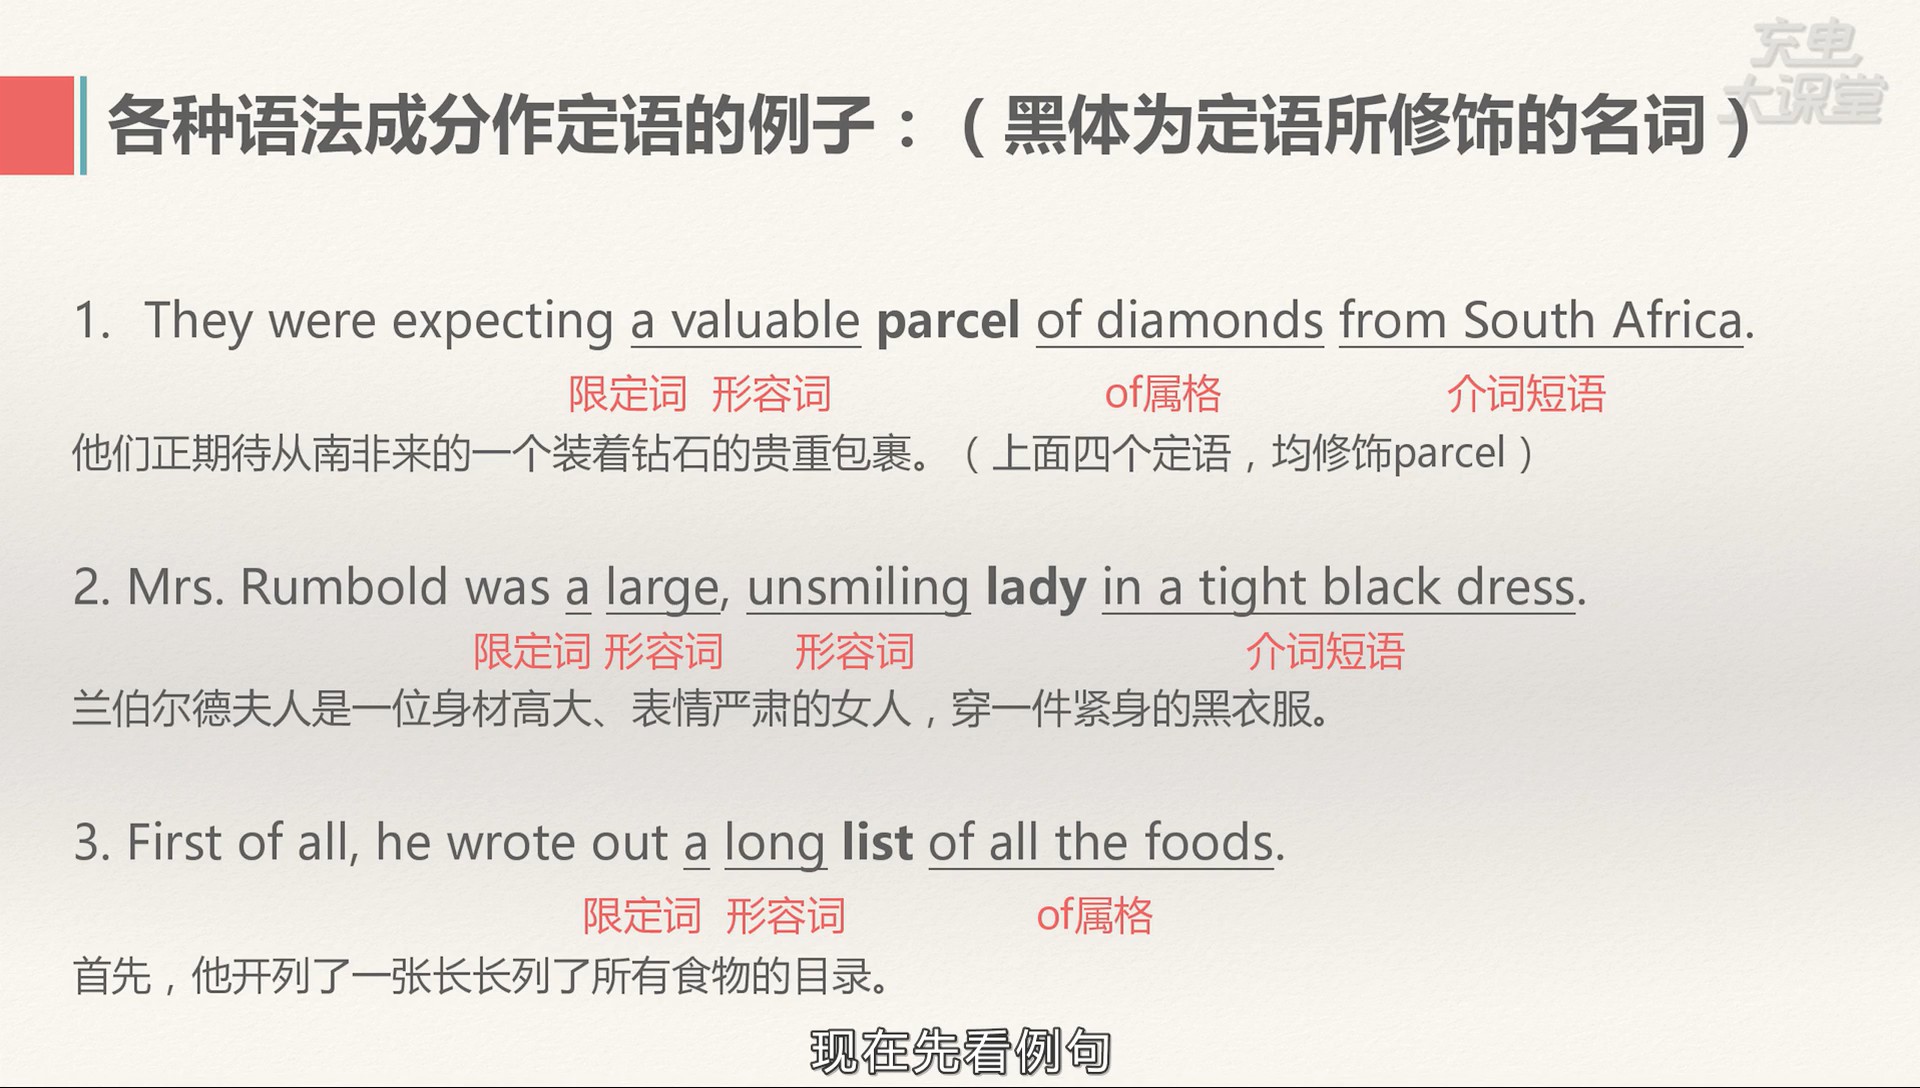 充电
大课堂
各种语法成分作定语的例子：（黑体为定语所修饰的名词）
1. They were expecting a valuable parcel of diamonds from South Africa.
限定词 形容词 of属格 介词短语
他们正期待从南非来的一个装着钻石的贵重包裹。（上面四个定语，均修饰parcel）
2. Mrs. Rumbold was a large, unsmiling lady in a tight black dress.
限定词 形容词 形容词 介词短语
兰伯尔德夫人是一位身材高大、表情严肃的女人，穿一件紧身的黑衣服。
3. First of all, he wrote out a long list of all the foods.
限定词 形容词 of属格
首先，他开列了一张长长列了所有食物的目录。
现在先看例句